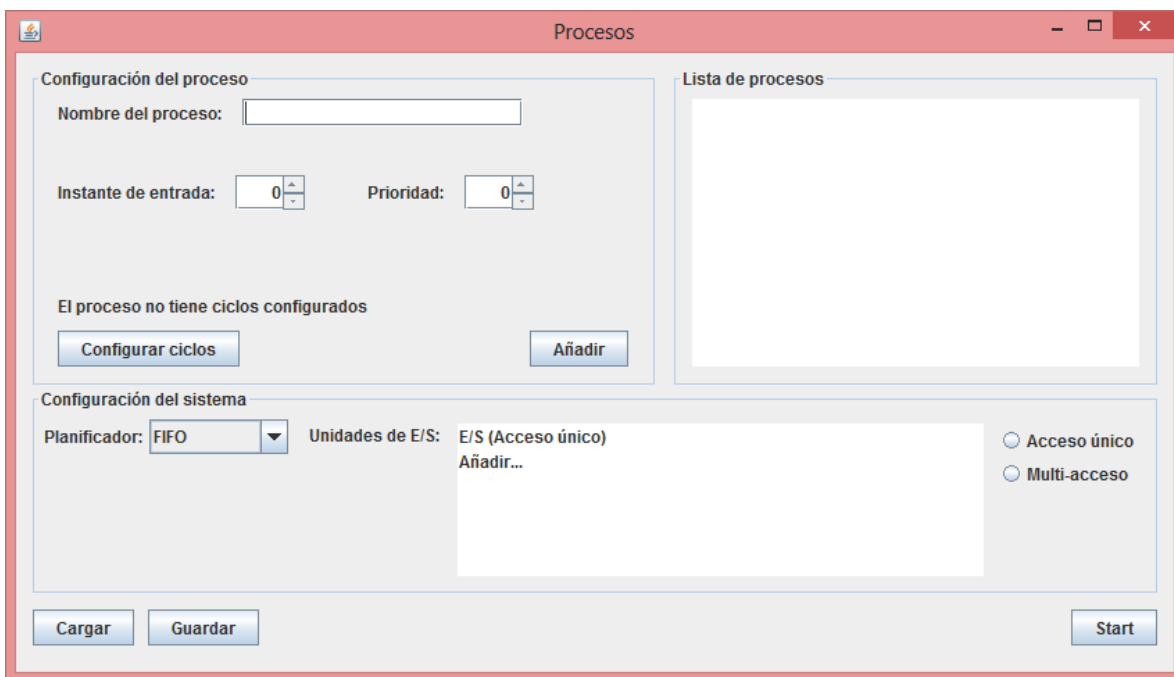 Procesos
Configuración del proceso
Nombre del proceso:
Instante de entrada: 0 Prioridad: 0
El proceso no tiene ciclos configurados
Configurar ciclos Añadir
Lista de procesos
Configuración del sistema
Planificador: FIFO Unidades de E/S: E/S (Acceso único)
Añadir...
Acceso único
Multi-acceso
Cargar Guardar Start